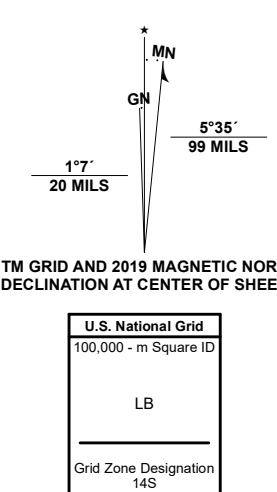 ★
MN
GN
5°35´
99 MILS
1°7´
20 MILS
TM GRID AND 2019 MAGNETIC NOR
DECLINATION AT CENTER OF SHEE
U.S. National Grid
100,000 - m Square ID
LB
Grid Zone Designation
14S